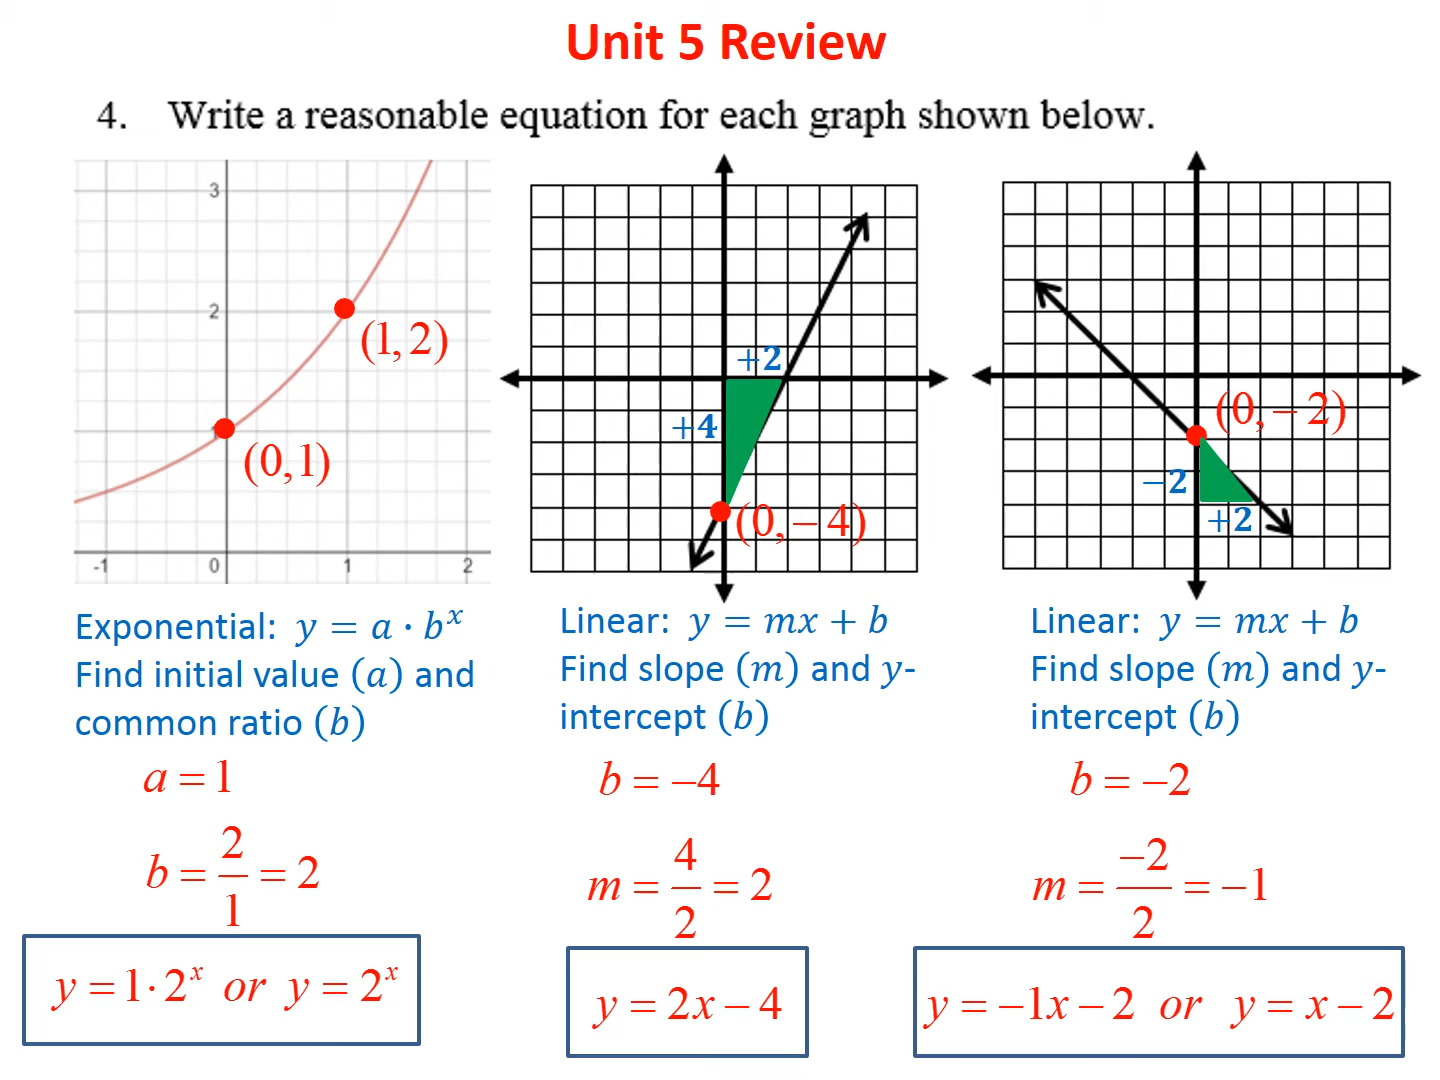 Unit 5 Review
4. Write a reasonable equation for each graph shown below.
3
2
-1
0
1
2
(1, 2)
(0, 1)
+2
+4
(0, – 4)
(0, – 2)
−2
+2
Exponential: y = a · bˣ
Find initial value (a) and
common ratio (b)
a = 1
b = 2/1 = 2
y = 1·2ˣ or y = 2ˣ
Linear: y = mx + b
Find slope (m) and y-
intercept (b)
b = –4
m = 4/2 = 2
y = 2x – 4
Linear: y = mx + b
Find slope (m) and y-
intercept (b)
b = –2
m = –2/2 = –1
y = –1x – 2 or y = x – 2